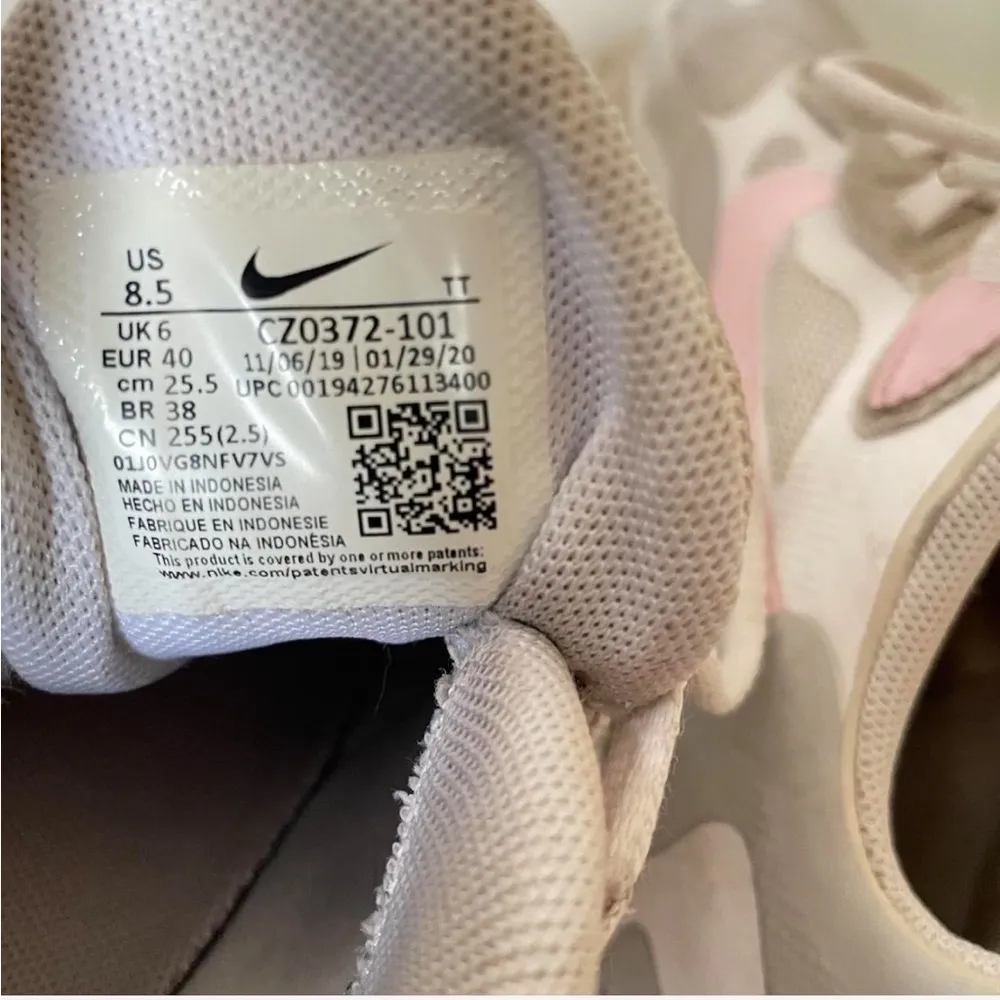 US
8.5
TT
UK 6 CZ0372-101
EUR 40 11/06/19 | 01/29/20
cm 25.5 UPC 00194276113400
BR 38
CN 255(2.5)
01J0VG8NFV7VS
MADE IN INDONESIA
HECHO EN INDONESIA
FABRIQUE EN INDONESIE
FABRICADO NA INDONÈSIA
This product is covered by one or more patents:
www.nike.com/patentsvirtualmarking